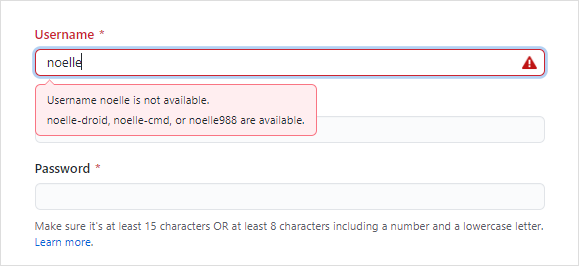 Username *
noelle
Username noelle is not available.
noelle-droid, noelle-cmd, or noelle988 are available.
Password *
Make sure it's at least 15 characters OR at least 8 characters including a number and a lowercase letter.
Learn more.